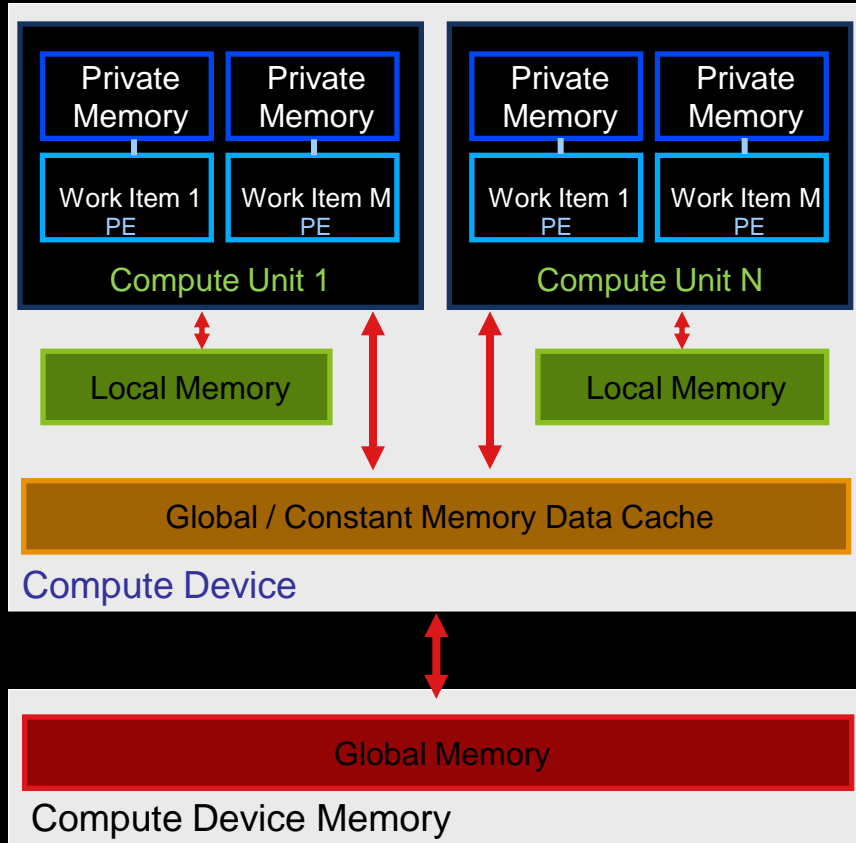 Private
Memory
Private
Memory
Private
Memory
Private
Memory
Work Item 1
PE
Work Item M
PE
Work Item 1
PE
Work Item M
PE
Compute Unit 1
Compute Unit N
Local Memory
Local Memory
Global / Constant Memory Data Cache
Compute Device
Global Memory
Compute Device Memory